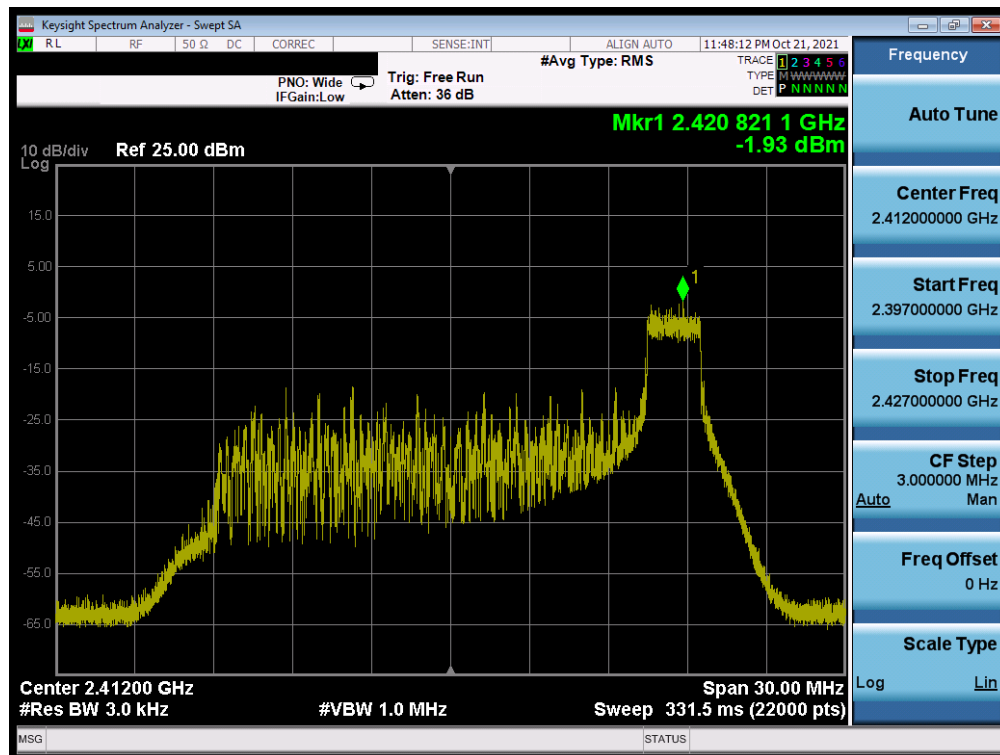 Keysight Spectrum Analyzer - Swept SA
LXI RL RF 50 Ω DC CORREC SENSE:INT ALIGN AUTO 11:48:12 PM Oct 21, 2021
PNO: Wide
IFGain:Low
Trig: Free Run
Atten: 36 dB
#Avg Type: RMS
TRACE 1 2 3 4 5 6
TYPE M WWWWW
DET P N N N N N
Mkr1 2.420 821 1 GHz
-1.93 dBm
10 dB/div Ref 25.00 dBm
Log
15.0
5.00
-5.00
-15.0
-25.0
-35.0
-45.0
-55.0
-65.0
1
Center 2.41200 GHz Span 30.00 MHz
#Res BW 3.0 kHz #VBW 1.0 MHz Sweep 331.5 ms (22000 pts)
MSG STATUS
Frequency
Auto Tune
Center Freq
2.412000000 GHz
Start Freq
2.397000000 GHz
Stop Freq
2.427000000 GHz
CF Step
3.000000 MHz
Auto Man
Freq Offset
0 Hz
Scale Type
Log Lin